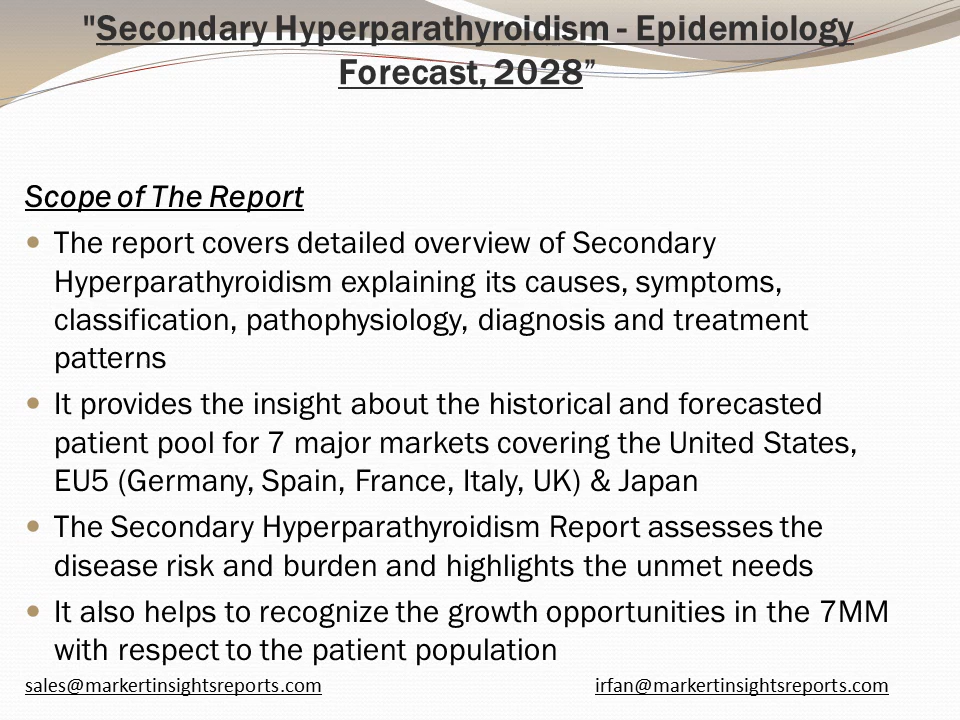 "Secondary Hyperparathyroidism - Epidemiology
Forecast, 2028”
Scope of The Report
The report covers detailed overview of Secondary
Hyperparathyroidism explaining its causes, symptoms,
classification, pathophysiology, diagnosis and treatment
patterns
It provides the insight about the historical and forecasted
patient pool for 7 major markets covering the United States,
EU5 (Germany, Spain, France, Italy, UK) & Japan
The Secondary Hyperparathyroidism Report assesses the
disease risk and burden and highlights the unmet needs
It also helps to recognize the growth opportunities in the 7MM
with respect to the patient population
sales@markertinsightsreports.com irfan@markertinsightsreports.com